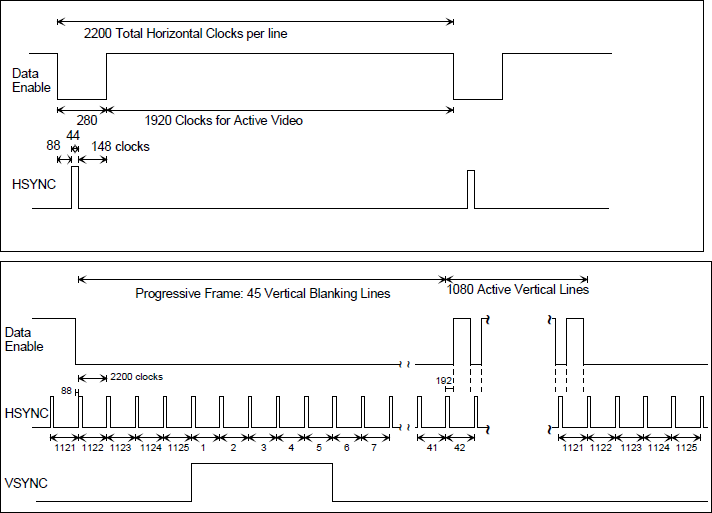 2200 Total Horizontal Clocks per line
Data
Enable
280
1920 Clocks for Active Video
44
88
148 clocks
HSYNC
Progressive Frame: 45 Vertical Blanking Lines
1080 Active Vertical Lines
Data
Enable
2200 clocks
88
192
HSYNC
1121 1122 1123 1124 1125 1 2 3 4 5 6 7 41 42 1121 1122 1123 1124 1125
VSYNC